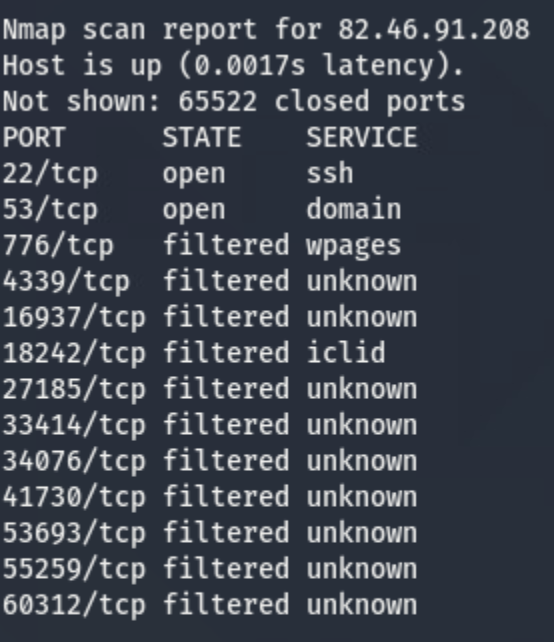 Nmap scan report for 82.46.91.208
Host is up (0.0017s latency).
Not shown: 65522 closed ports
PORT      STATE    SERVICE
22/tcp    open     ssh
53/tcp    open     domain
776/tcp   filtered wpages
4339/tcp  filtered unknown
16937/tcp filtered unknown
18242/tcp filtered iclid
27185/tcp filtered unknown
33414/tcp filtered unknown
34076/tcp filtered unknown
41730/tcp filtered unknown
53693/tcp filtered unknown
55259/tcp filtered unknown
60312/tcp filtered unknown